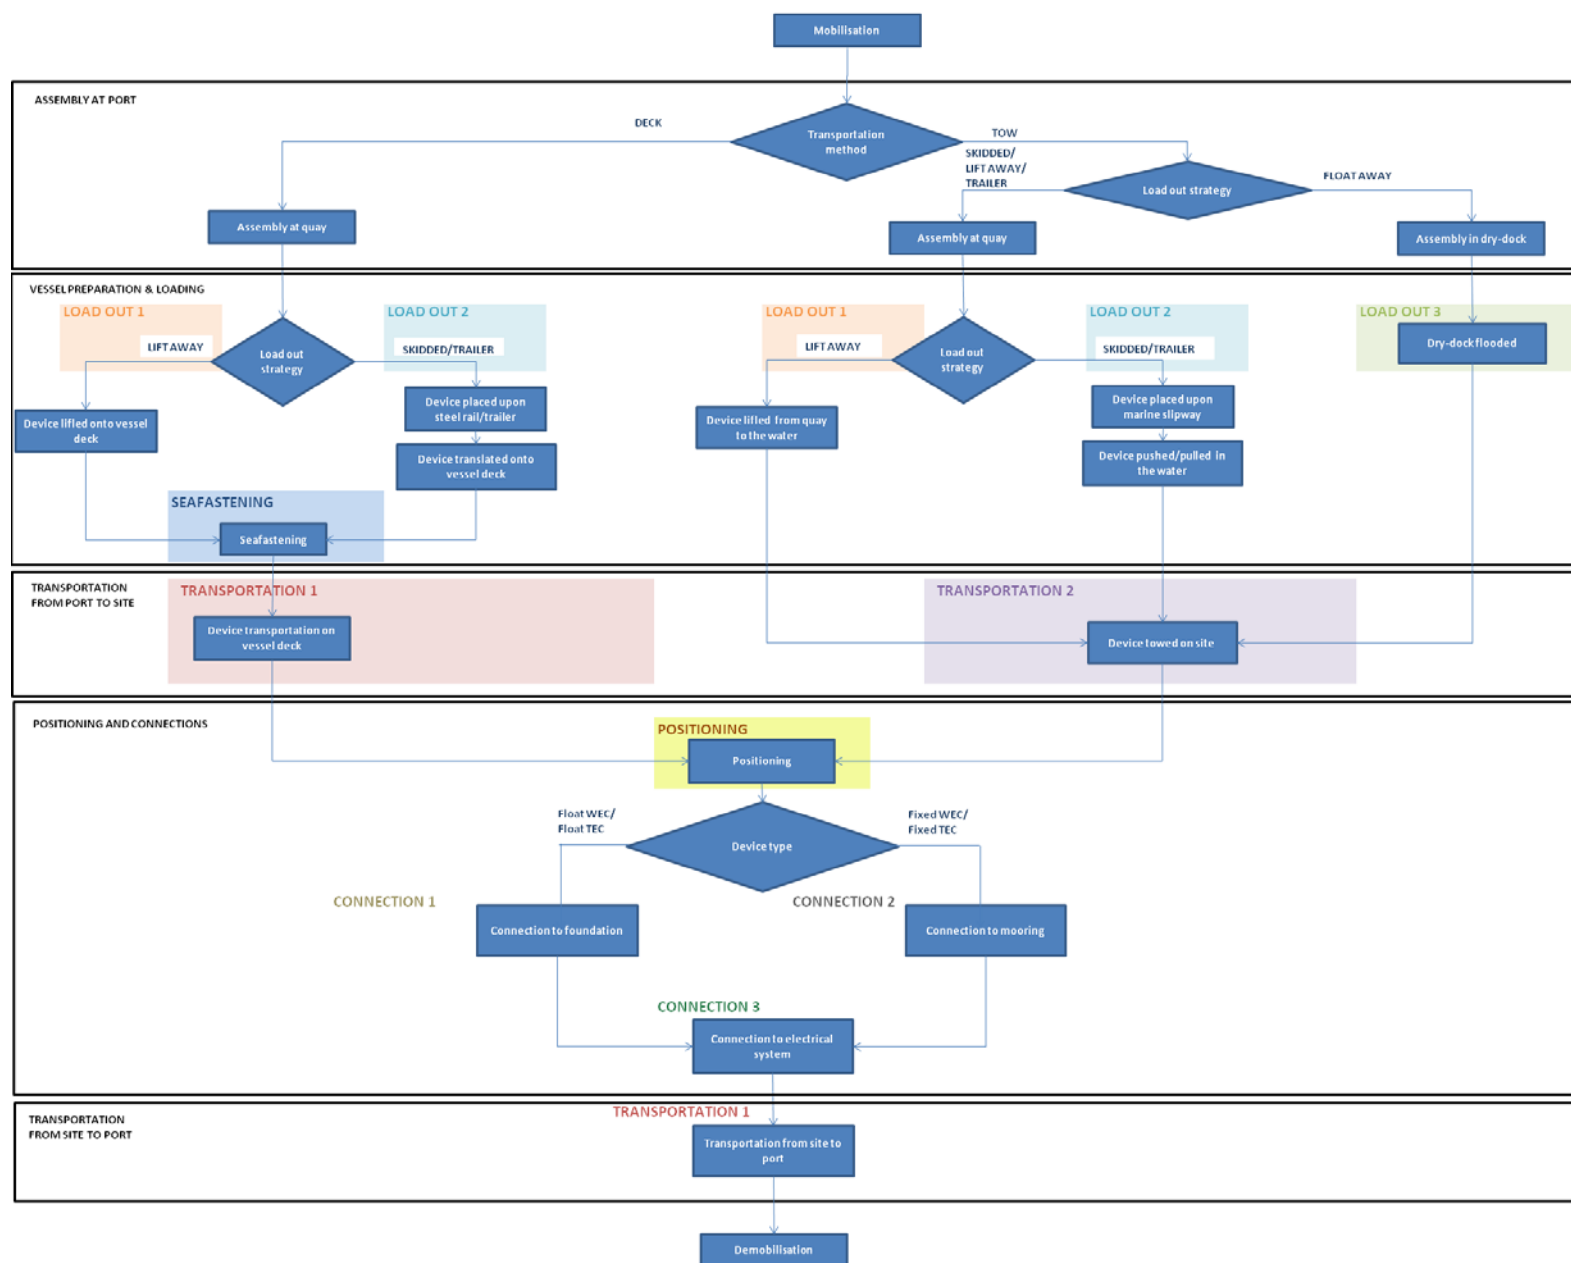 Mobilisation
ASSEMBLY AT PORT
DECK
Transportation
method
TOW
SKIDDED/
LIFT AWAY/
TRAILER
Load out strategy
FLOAT AWAY
Assembly at quay
Assembly at quay
Assembly in dry-dock
VESSEL PREPARATION & LOADING
LOAD OUT 1
LOAD OUT 2
LIFT AWAY
Load out
strategy
SKIDDED/TRAILER
Device placed upon
steel rail/trailer
Device lifled onto vessel
deck
Device translated onto
vessel deck
SEAFASTENING
Seafastening
LOAD OUT 1
LOAD OUT 2
LOAD OUT 3
LIFT AWAY
Load out
strategy
SKIDDED/TRAILER
Dry-dock flooded
Device placed upon
marine slipway
Device lifled from quay
to the water
Device pushed/pulled in
the water
TRANSPORTATION
FROM PORT TO SITE
TRANSPORTATION 1
Device transportation on
vessel deck
TRANSPORTATION 2
Device towed on site
POSITIONING AND CONNECTIONS
POSITIONING
Positioning
Float WEC/
Float TEC
Device type
Fixed WEC/
Fixed TEC
CONNECTION 1
Connection to foundation
CONNECTION 2
Connection to mooring
CONNECTION 3
Connection to electrical
system
TRANSPORTATION
FROM SITE TO PORT
TRANSPORTATION 1
Transportation from site to
port
Demobilisation